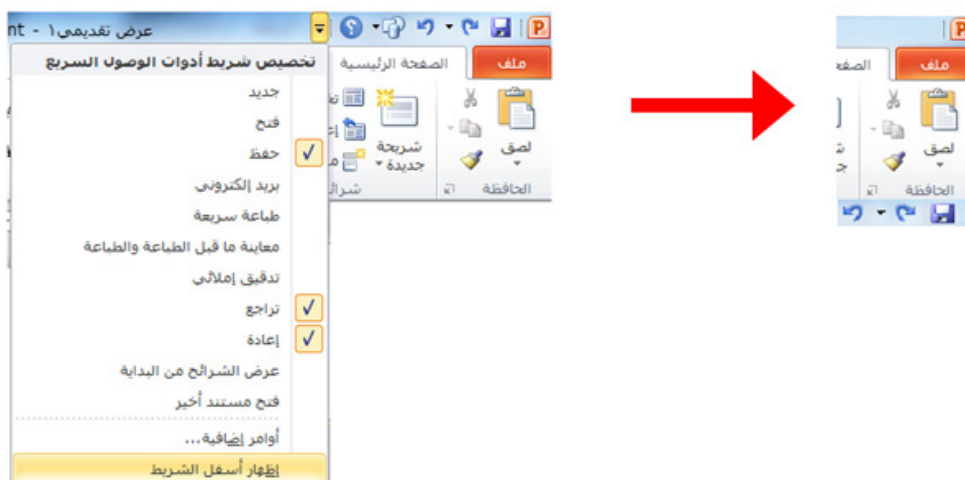 عرض تقديمي١ - nt
ملف
الصفحة الرئيسية
تخصيص شريط أدوات الوصول السريع
جديد
فتح
حفظ
بريد إلكتروني
طباعة سريعة
معاينة ما قبل الطباعة والطباعة
تدقيق إملائي
تراجع
إعادة
عرض الشرائح من البداية
فتح مستند أخير
أوامر إضافية...
إظهار أسفل الشريط
لصق
شريحة
جديدة
الحافظة
شرائ
ملف
الصفح
لصق
الحافظة